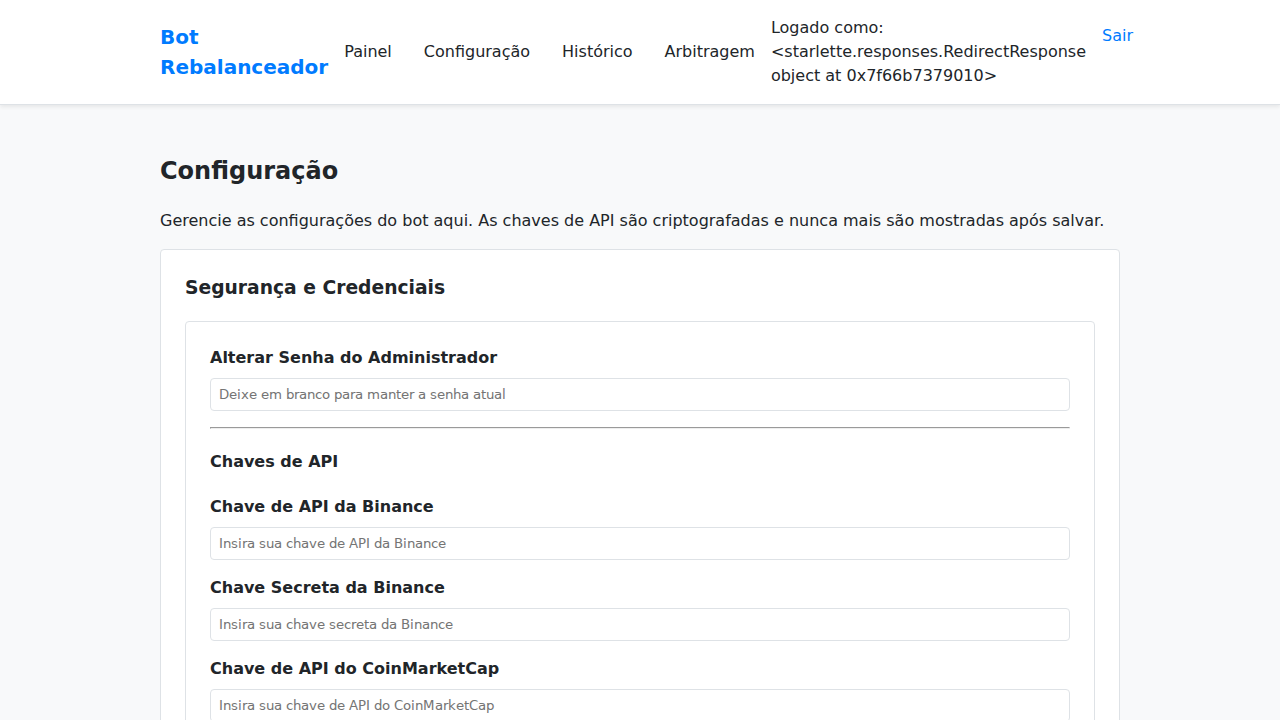 Bot
Rebalanceador
Painel
Configuração
Histórico
Arbitragem
Logado como:
<starlette.responses.RedirectResponse
object at 0x7f66b7379010>
Sair
Configuração
Gerencie as configurações do bot aqui. As chaves de API são criptografadas e nunca mais são mostradas após salvar.
Segurança e Credenciais
Alterar Senha do Administrador
Deixe em branco para manter a senha atual
Chaves de API
Chave de API da Binance
Insira sua chave de API da Binance
Chave Secreta da Binance
Insira sua chave secreta da Binance
Chave de API do CoinMarketCap
Insira sua chave de API do CoinMarketCap